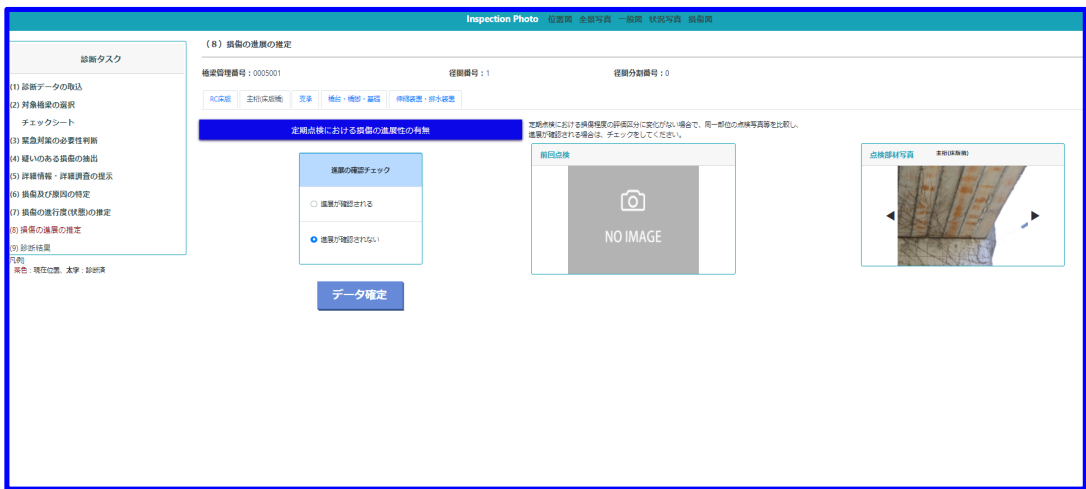 Inspection Photo 位置図 全景写真 一般図 状況写真 損傷図
診断タスク
(1) 診断データの取込
(2) 対象橋梁の選択
チェックシート
(3) 緊急対策の必要性判断
(4) 疑いのある損傷の抽出
(5) 詳細情報・詳細調査の提示
(6) 損傷及び原因の特定
(7) 損傷の進行度(状態)の推定
(8) 損傷の進展の推定
(9) 診断結果
凡例
茶色：現在位置、太字：診断済
（8）損傷の進展の推定
橋梁管理番号：0005001 径間番号：1 径間分割番号：0
RC床版 主桁(床版橋) 支承 橋台・橋脚・基礎 伸縮装置・排水装置
定期点検における損傷の進展性の有無
進展の確認チェック
進展が確認される
進展が確認されない
データ確定
定期点検における損傷程度の評価区分に変化がない場合で、同一部位の点検写真等を比較し、
進展が確認される場合は、チェックをしてください。
前回点検
NO IMAGE
点検部材写真 主桁(床版橋)